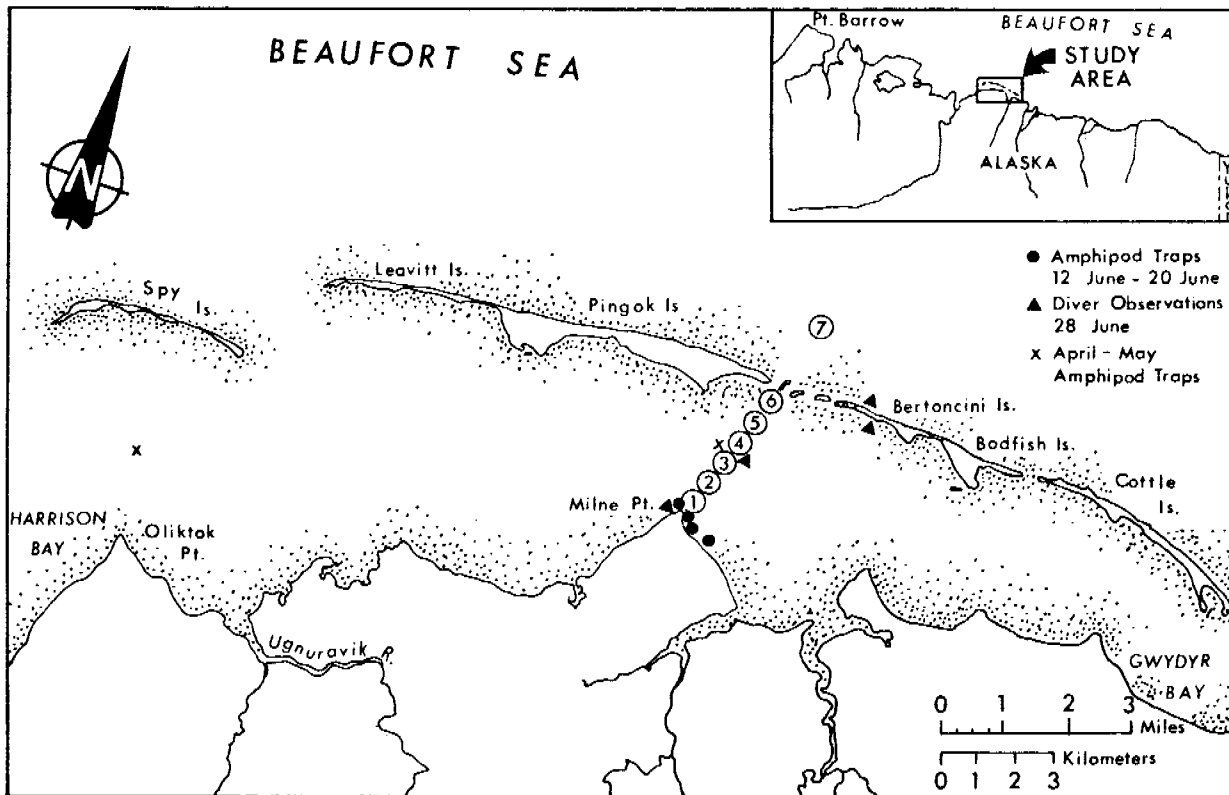 BEAUFORT SEA
N
Pt. Barrow
BEAUFORT SEA
STUDY
AREA
ALASKA
● Amphipod Traps
12 June - 20 June
▲ Diver Observations
28 June
x April - May
Amphipod Traps
Spy
Is.
Leavitt Is.
Pingok Is
7
6
5
4
3
2
1
x
x
Bertoncini Is.
Bodfish Is.
Cottle
Is.
Milne Pt.
HARRISON
BAY
Oliktok
Pt.
Ugnuravik R.
GWYDYR
BAY
0 1 2 3
Miles
Kilometers
0 1 2 3